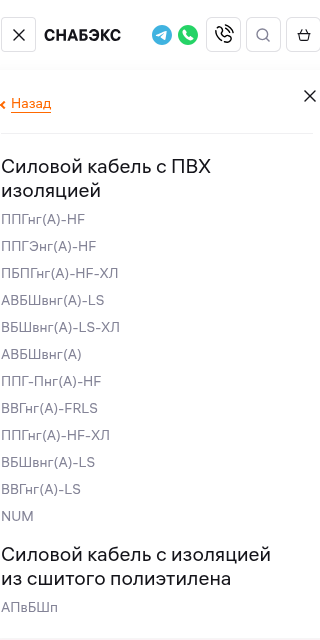 СНАБЭКС
Назад
Силовой кабель с ПВХ
изоляцией
ППГнг(А)-HF
ППГЭнг(А)-HF
ПБПГнг(А)-HF-ХЛ
АВБШвнг(А)-LS
ВБШвнг(А)-LS-ХЛ
АВБШвнг(А)
ППГ-Пнг(А)-HF
ВВГнг(А)-FRLS
ППГнг(А)-HF-ХЛ
ВБШвнг(А)-LS
ВВГнг(А)-LS
NUM
Силовой кабель с изоляцией
из сшитого полиэтилена
АПвБШп